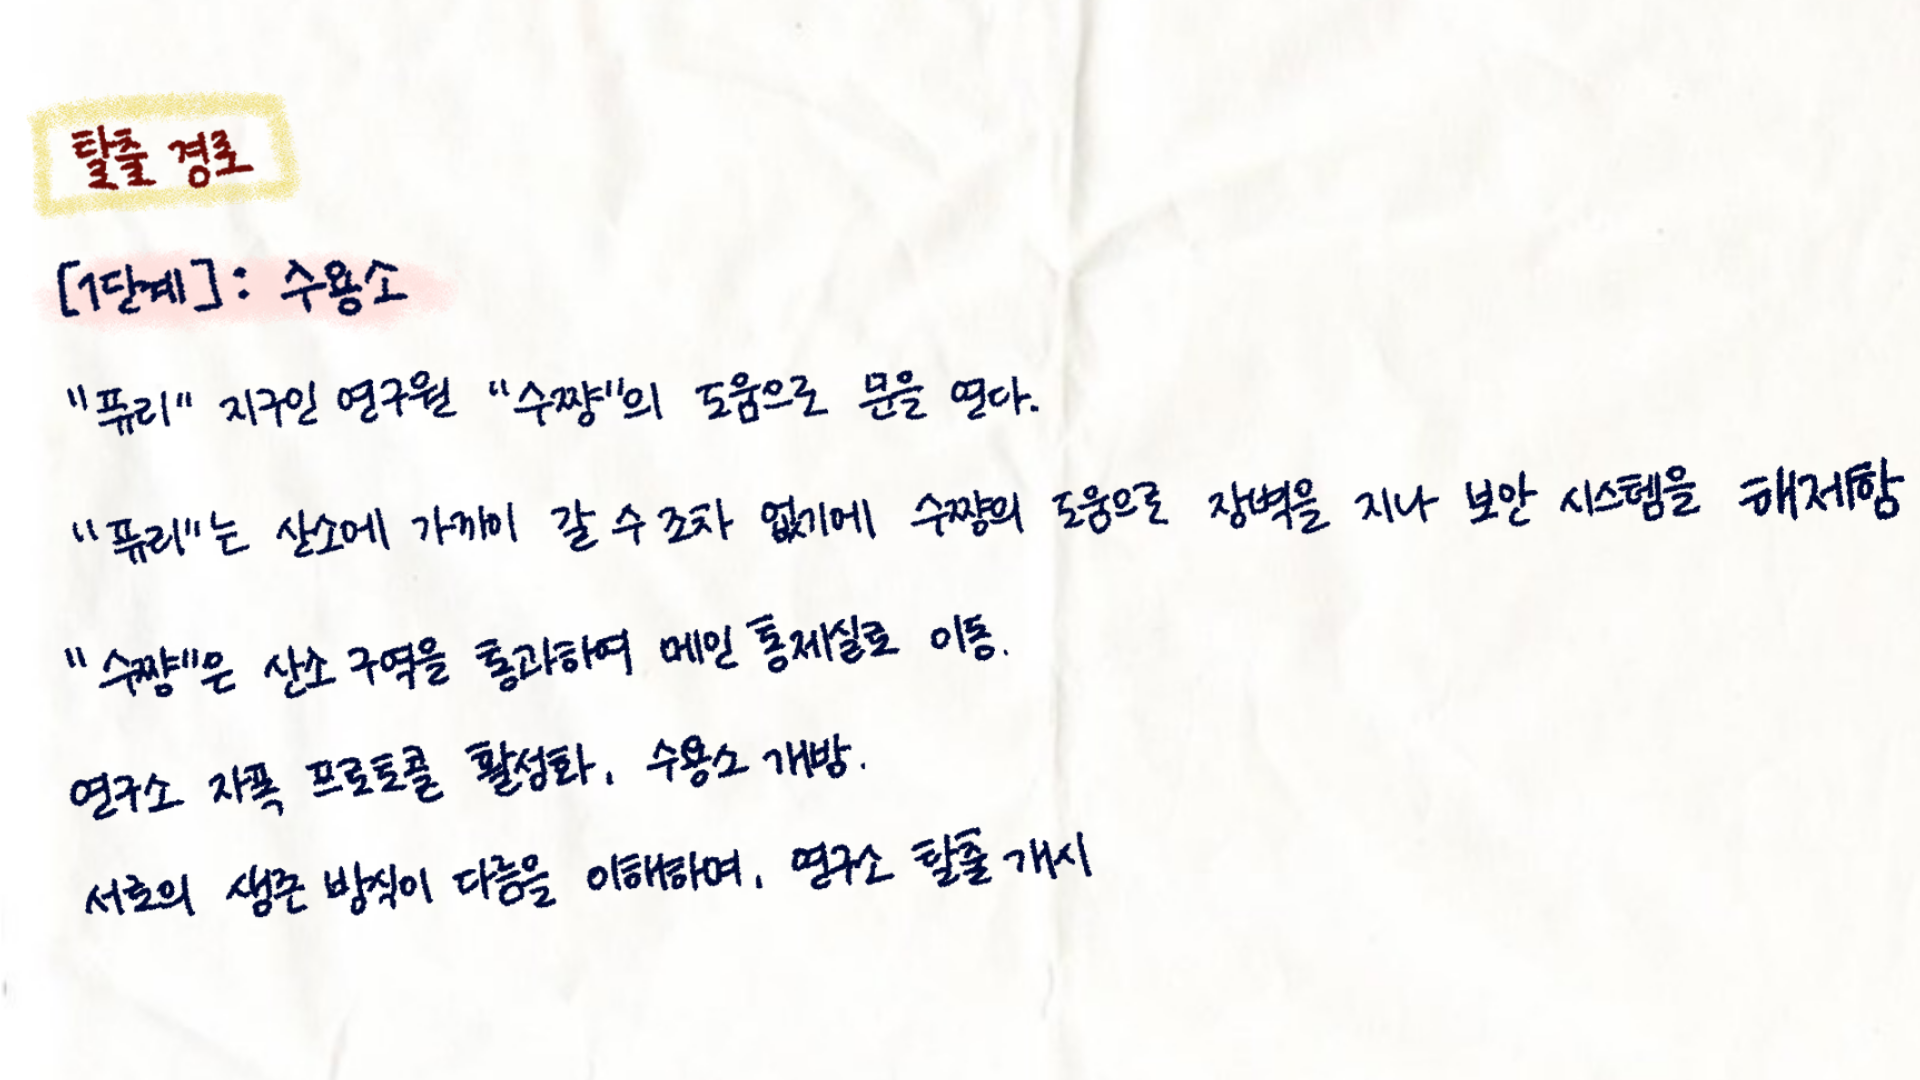 탈출 경로
[1단계]: 수용소
"퓨리" 지구인 연구원 "수쨩"의 도움으로 문을 연다.
"퓨리"는 산소에 가까이 갈 수 조차 없기에 수쨩의 도움으로 장벽을 지나 보안 시스템을 해제함
"수쨩"은 산소 구역을 통과하여 메인 통제실로 이동.
연구소 자폭 프로토콜 활성화, 수용소 개방.
서로의 생존 방식이 다름을 이해하며, 연구소 탈출 개시